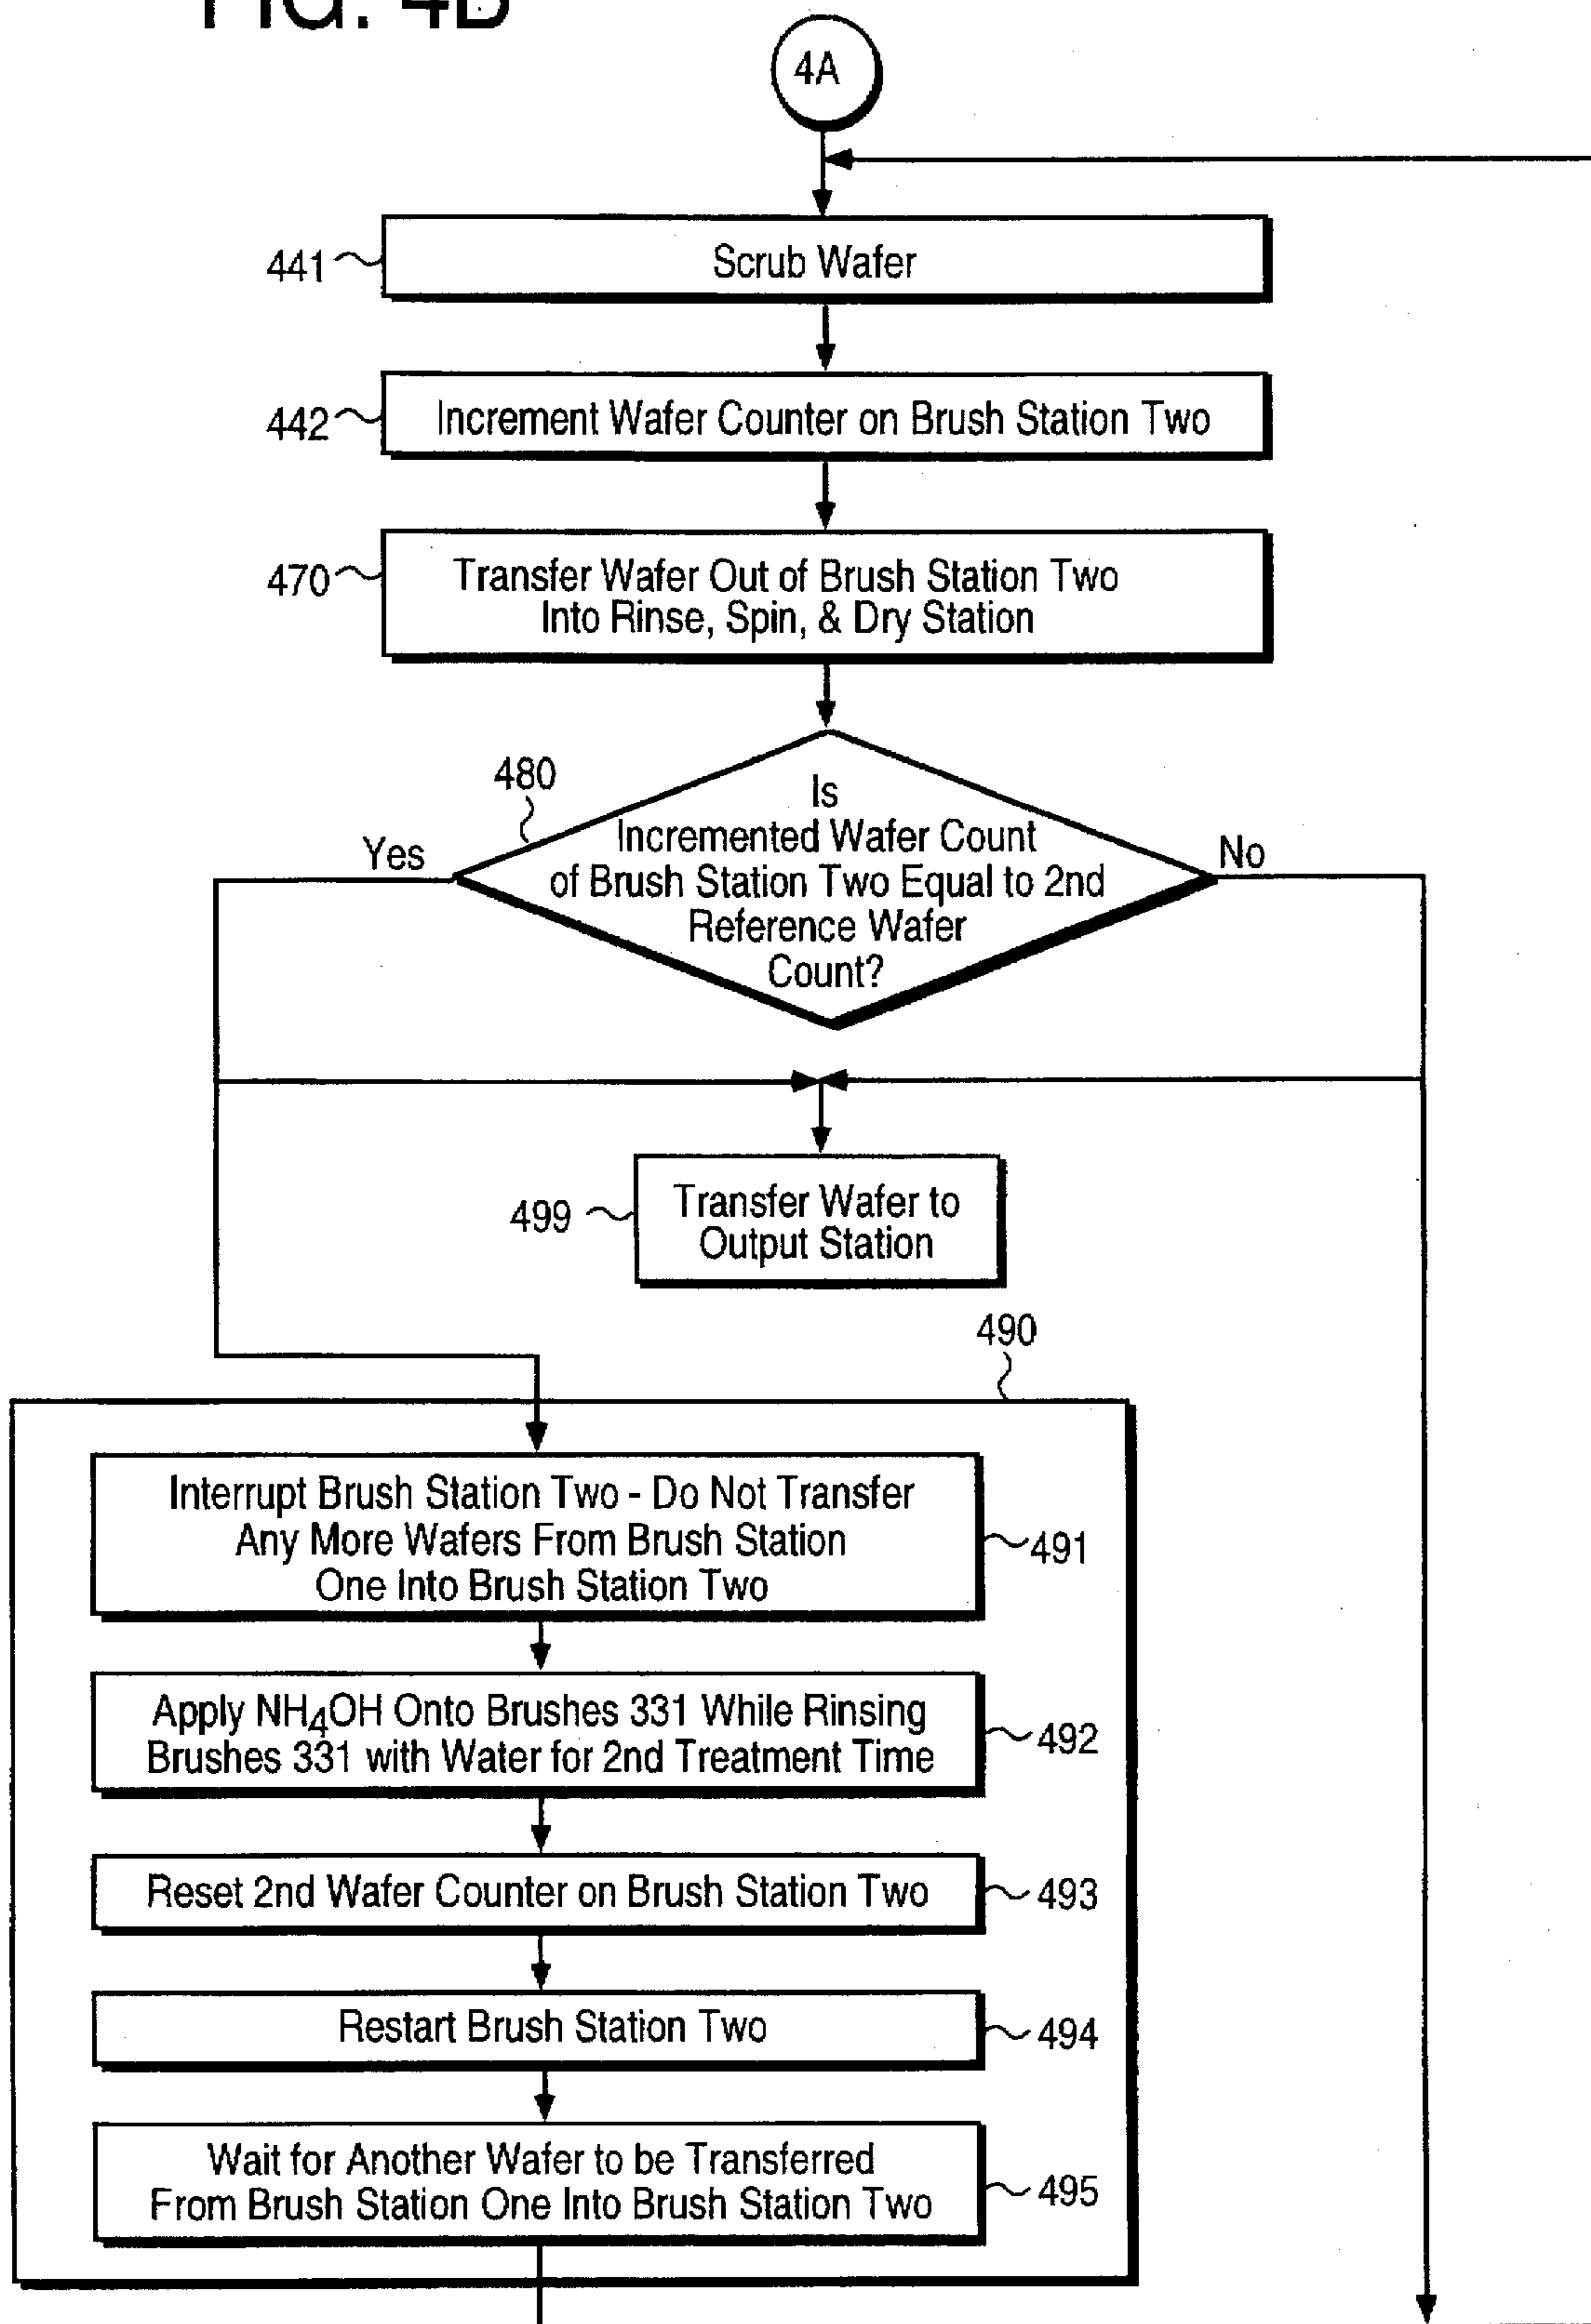 FIG. 4B
4A
441
Scrub Wafer
442
Increment Wafer Counter on Brush Station Two
470
Transfer Wafer Out of Brush Station Two
Into Rinse, Spin, & Dry Station
480
Is
Incremented Wafer Count
of Brush Station Two Equal to 2nd
Reference Wafer
Count?
Yes
No
499
Transfer Wafer to
Output Station
490
Interrupt Brush Station Two - Do Not Transfer
Any More Wafers From Brush Station
One Into Brush Station Two
491
Apply NH₄OH Onto Brushes 331 While Rinsing
Brushes 331 with Water for 2nd Treatment Time
492
Reset 2nd Wafer Counter on Brush Station Two
493
Restart Brush Station Two
494
Wait for Another Wafer to be Transferred
From Brush Station One Into Brush Station Two
495